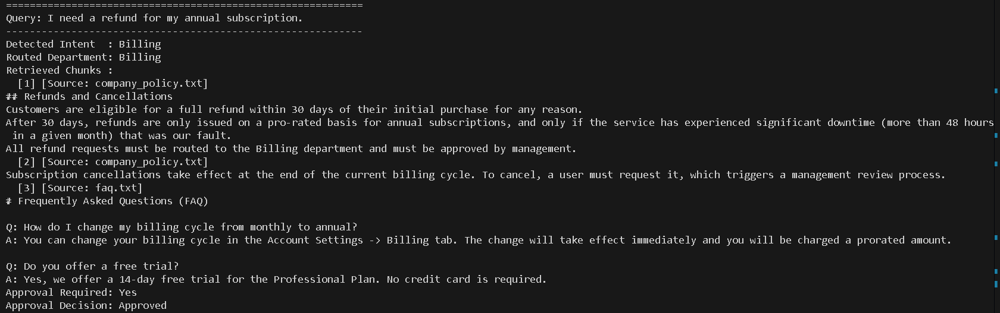 ============================================================
Query: I need a refund for my annual subscription.
------------------------------------------------------------
Detected Intent  : Billing
Routed Department: Billing
Retrieved Chunks :
  [1] [Source: company_policy.txt]
## Refunds and Cancellations
Customers are eligible for a full refund within 30 days of their initial purchase for any reason.
After 30 days, refunds are only issued on a pro-rated basis for annual subscriptions, and only if the service has experienced significant downtime (more than 48 hours
 in a given month) that was our fault.
All refund requests must be routed to the Billing department and must be approved by management.
  [2] [Source: company_policy.txt]
Subscription cancellations take effect at the end of the current billing cycle. To cancel, a user must request it, which triggers a management review process.
  [3] [Source: faq.txt]
# Frequently Asked Questions (FAQ)

Q: How do I change my billing cycle from monthly to annual?
A: You can change your billing cycle in the Account Settings -> Billing tab. The change will take effect immediately and you will be charged a prorated amount.

Q: Do you offer a free trial?
A: Yes, we offer a 14-day free trial for the Professional Plan. No credit card is required.
Approval Required: Yes
Approval Decision: Approved